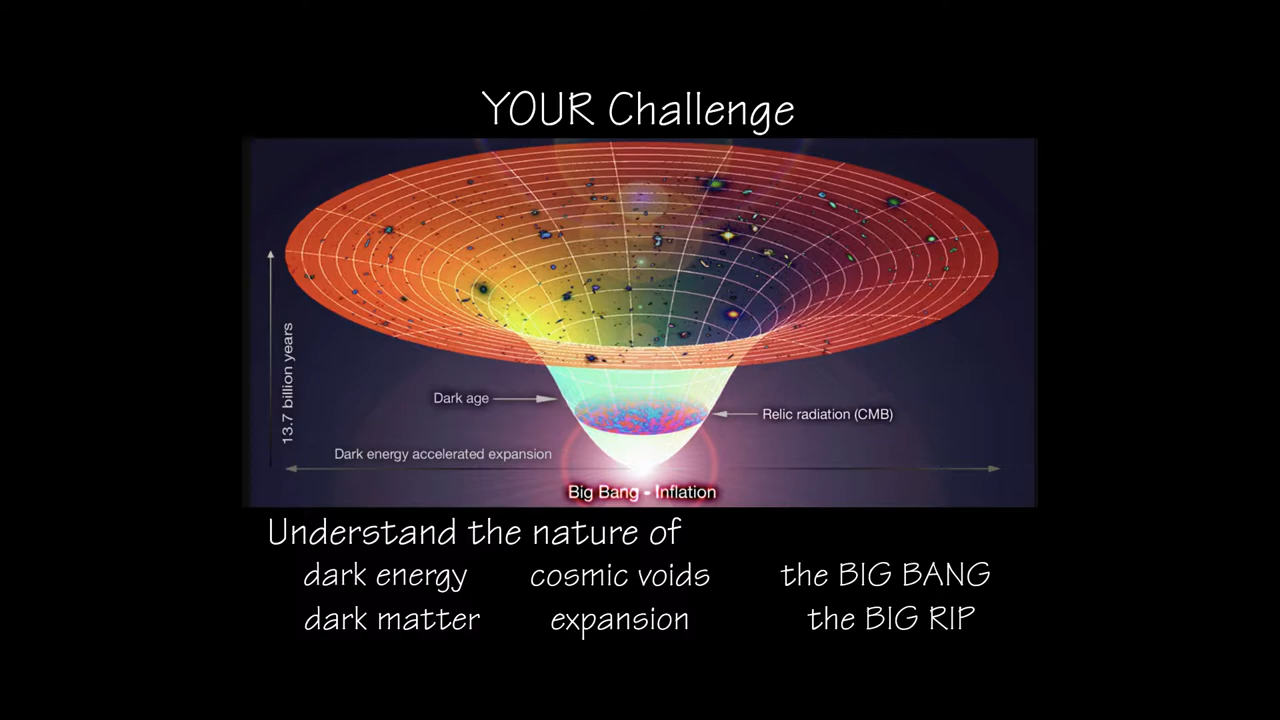 YOUR Challenge
13.7 billion years
Dark age
Relic radiation (CMB)
Dark energy accelerated expansion
Big Bang - Inflation
Understand the nature of
dark energy cosmic voids the BIG BANG
dark matter expansion the BIG RIP